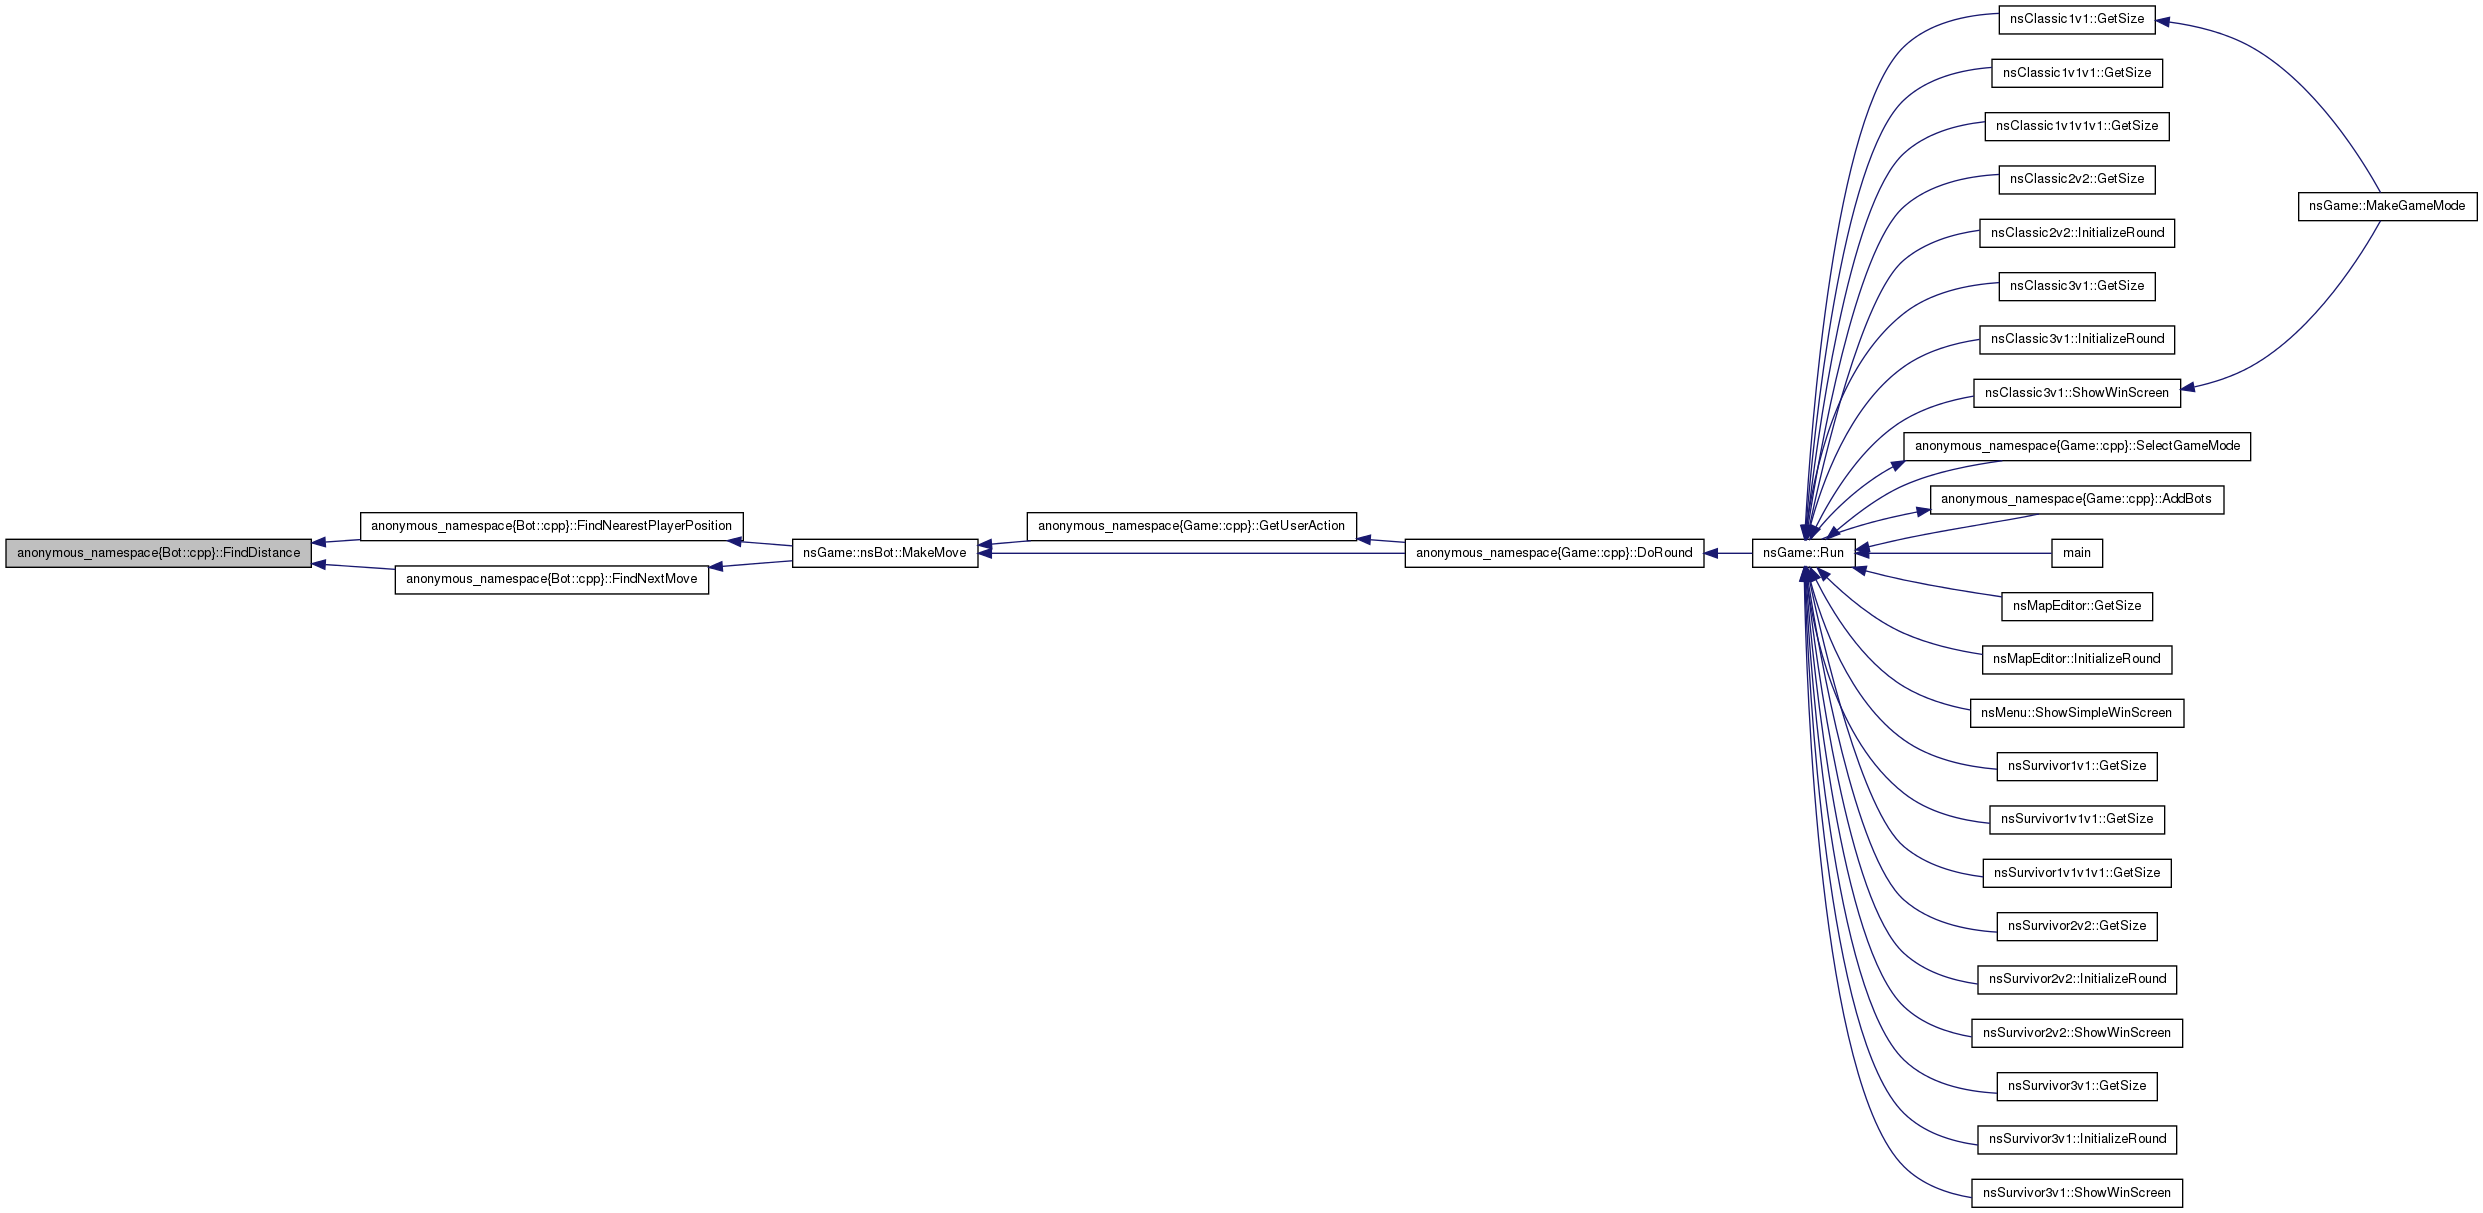 anonymous_namespace{Bot::cpp}::FindDistance
anonymous_namespace{Bot::cpp}::FindNearestPlayerPosition
anonymous_namespace{Bot::cpp}::FindNextMove
nsGame::nsBot::MakeMove
anonymous_namespace{Game::cpp}::GetUserAction
anonymous_namespace{Game::cpp}::DoRound
nsGame::Run
nsClassic1v1::GetSize
nsClassic1v1v1::GetSize
nsClassic1v1v1v1::GetSize
nsClassic2v2::GetSize
nsClassic2v2::InitializeRound
nsClassic3v1::GetSize
nsClassic3v1::InitializeRound
nsClassic3v1::ShowWinScreen
anonymous_namespace{Game::cpp}::SelectGameMode
anonymous_namespace{Game::cpp}::AddBots
main
nsMapEditor::GetSize
nsMapEditor::InitializeRound
nsMenu::ShowSimpleWinScreen
nsSurvivor1v1::GetSize
nsSurvivor1v1v1::GetSize
nsSurvivor1v1v1v1::GetSize
nsSurvivor2v2::GetSize
nsSurvivor2v2::InitializeRound
nsSurvivor2v2::ShowWinScreen
nsSurvivor3v1::GetSize
nsSurvivor3v1::InitializeRound
nsSurvivor3v1::ShowWinScreen
nsGame::MakeGameMode